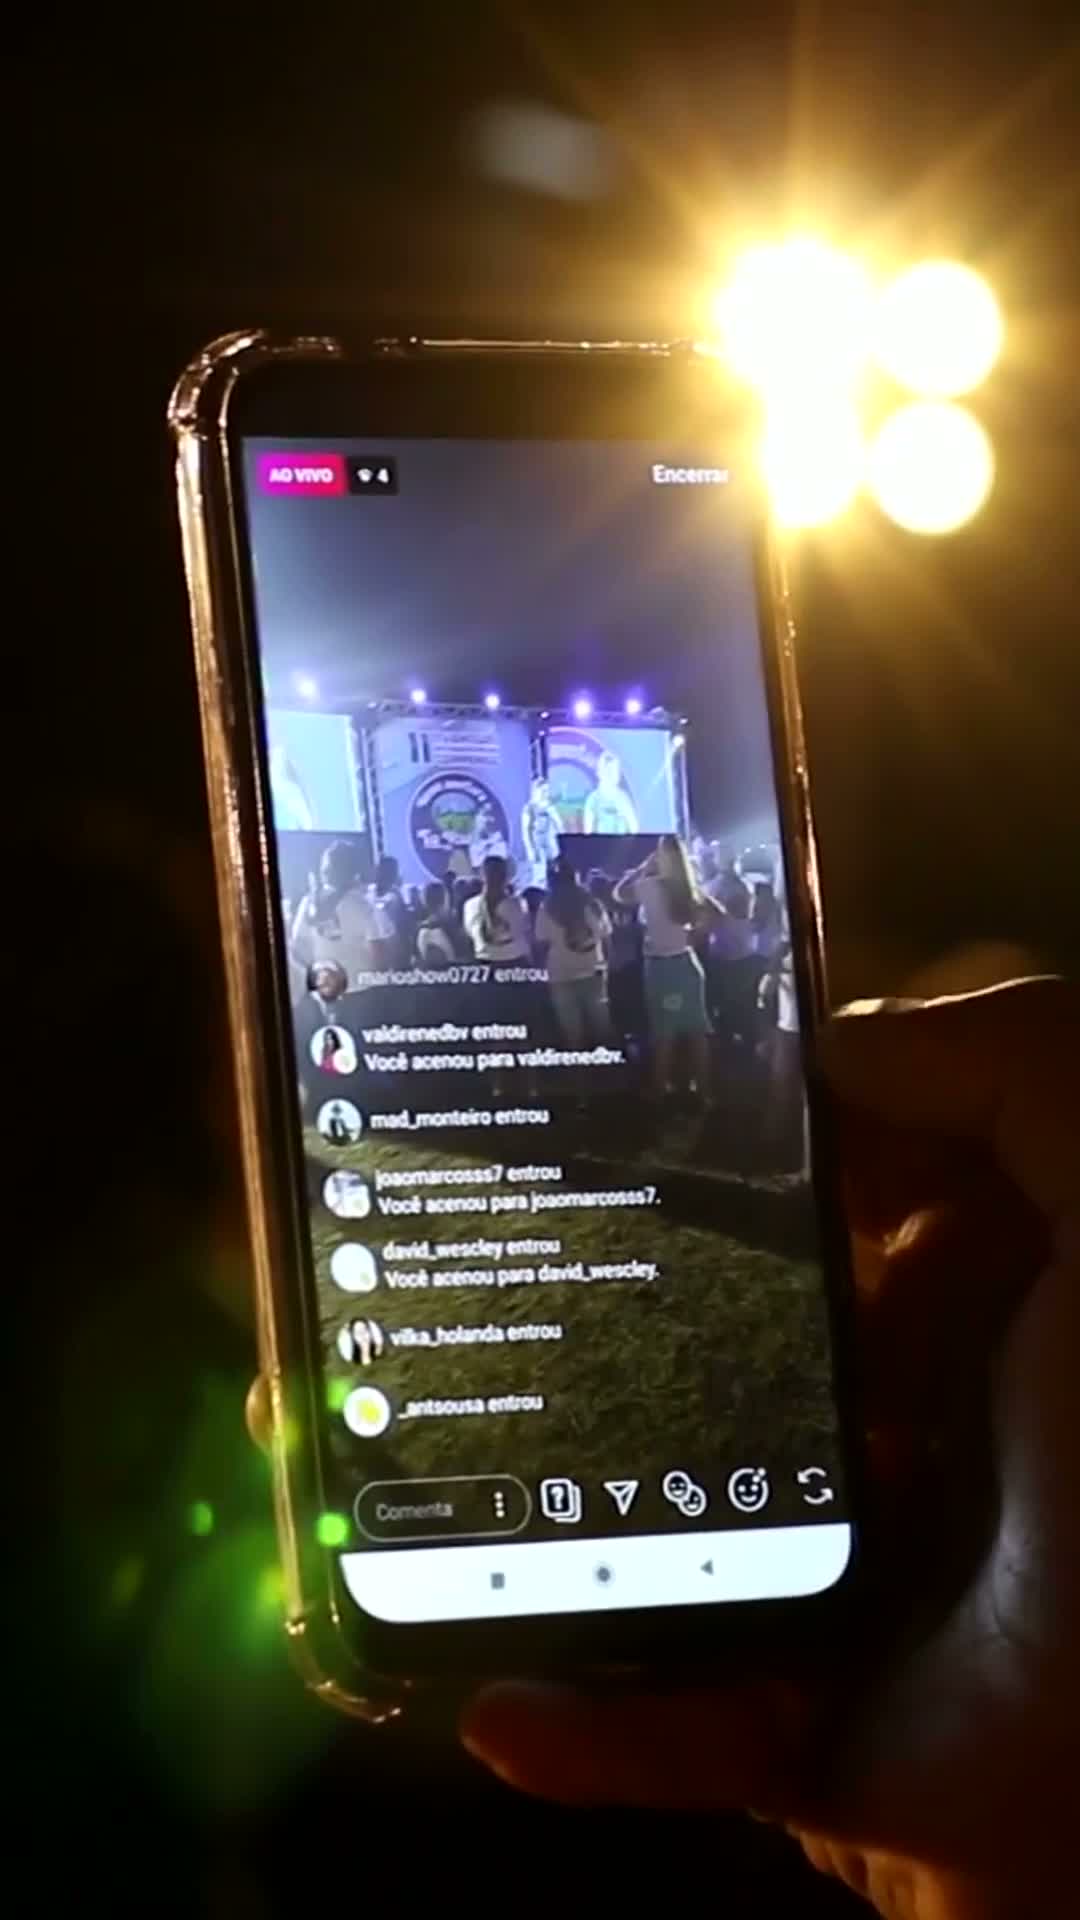 AO VIVO
4
Encerrar
marioshow0727 entrou
valdirenedbv entrou
Você acenou para valdirenedbv.
mad_monteiro entrou
joaomarcosss7 entrou
Você acenou para joaomarcosss7.
david_wescley entrou
Você acenou para david_wescley.
vilka_holanda entrou
_antsousa entrou
Comenta
?